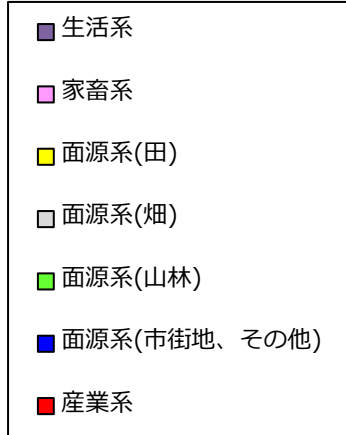 生活系
家畜系
面源系(田)
面源系(畑)
面源系(山林)
面源系(市街地、その他)
産業系